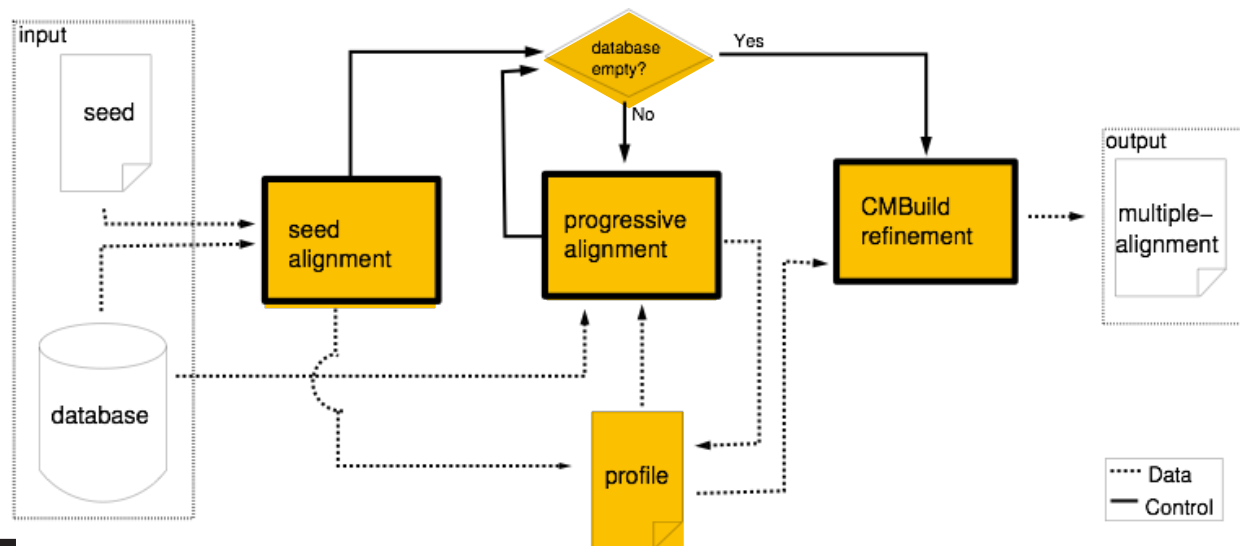 input
seed
database
seed
alignment
database
empty?
Yes
No
progressive
alignment
profile
CMBuild
refinement
output
multiple–
alignment
Data
Control